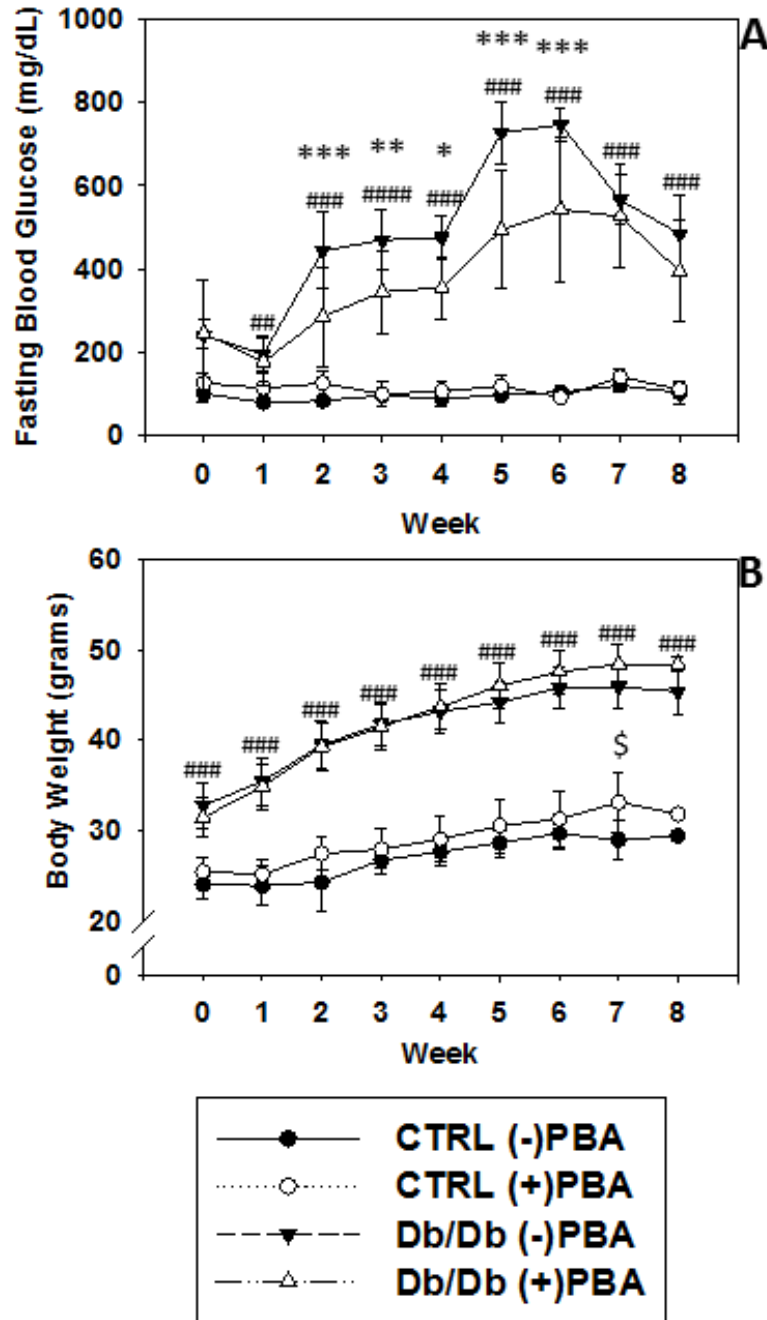 A
Fasting Blood Glucose (mg/dL)
1000
800
600
400
200
0
*** ***
*** ** * ### ###
### #### ### ### ###
##
0 1 2 3 4 5 6 7 8
Week
B
Body Weight (grams)
60
50
40
30
20
0
### ### ### ### ### ### ### ### ###
$
0 1 2 3 4 5 6 7 8
Week
CTRL (-)PBA
CTRL (+)PBA
Db/Db (-)PBA
Db/Db (+)PBA